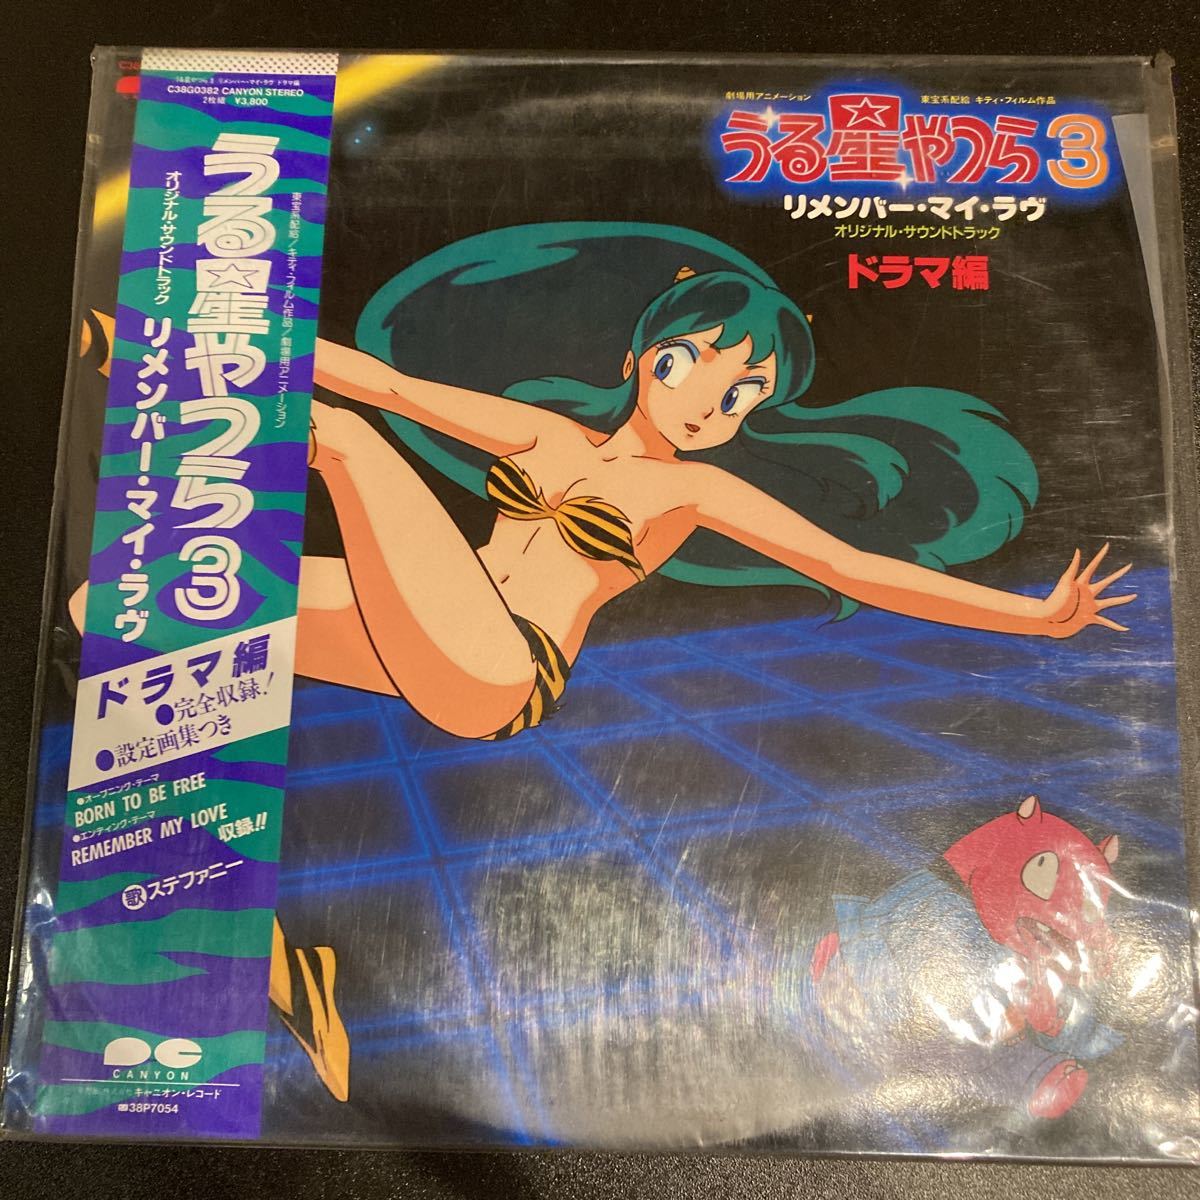 うる星やつら3 リメンバー・マイ・ラヴ ドラマ編
C38G0382 CANYON STEREO
2枚組 ¥3,800
東宝系配給/キティ・フィルム作品/劇場用アニメーション
うる星やつら3
オリジナル・サウンドトラック
リメンバー・マイ・ラヴ
ドラマ編
●完全収録!
●設定画集つき
●オープニング・テーマ
BORN TO BE FREE
●エンディング・テーマ
REMEMBER MY LOVE
収録!!
歌 ステファニー
CANYON
キャニオン・レコード
38P7054
劇場用アニメーション
東宝系配給 キティ・フィルム作品
うる星やつら3
リメンバー・マイ・ラヴ
オリジナル・サウンドトラック
ドラマ編